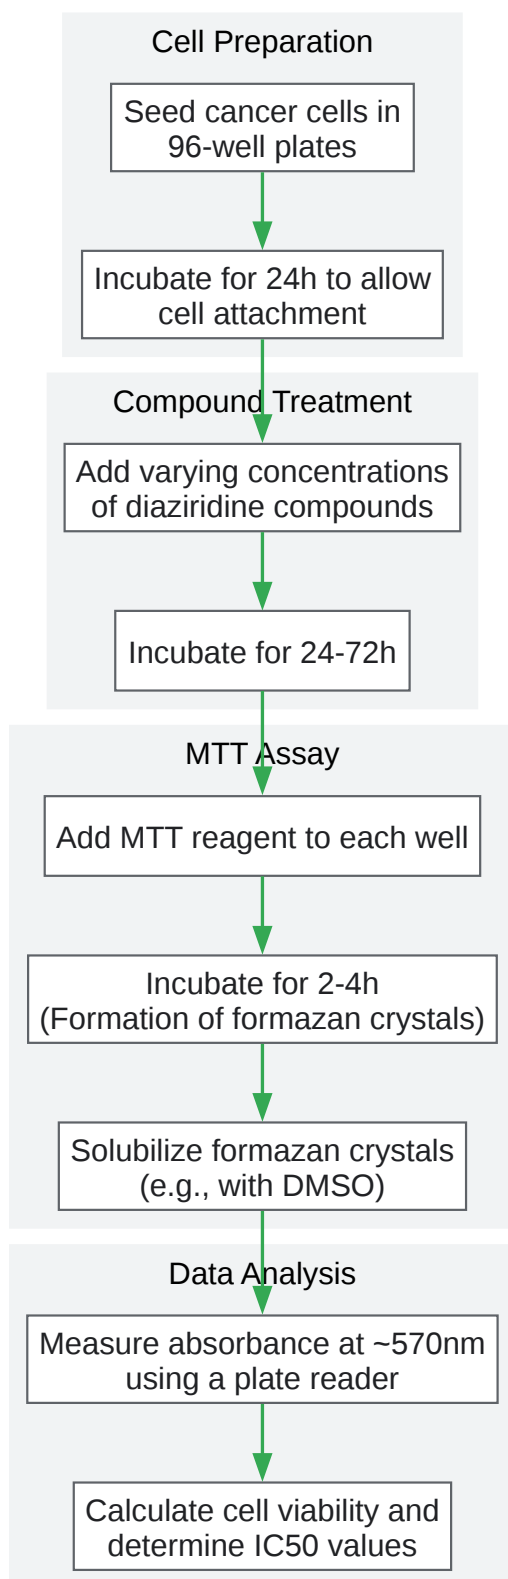 Cell Preparation
Seed cancer cells in
96-well plates
Incubate for 24h to allow
cell attachment
Compound Treatment
Add varying concentrations
of diaziridine compounds
Incubate for 24-72h
MTT Assay
Add MTT reagent to each well
Incubate for 2-4h
(Formation of formazan crystals)
Solubilize formazan crystals
(e.g., with DMSO)
Data Analysis
Measure absorbance at ~570nm
using a plate reader
Calculate cell viability and
determine IC50 values